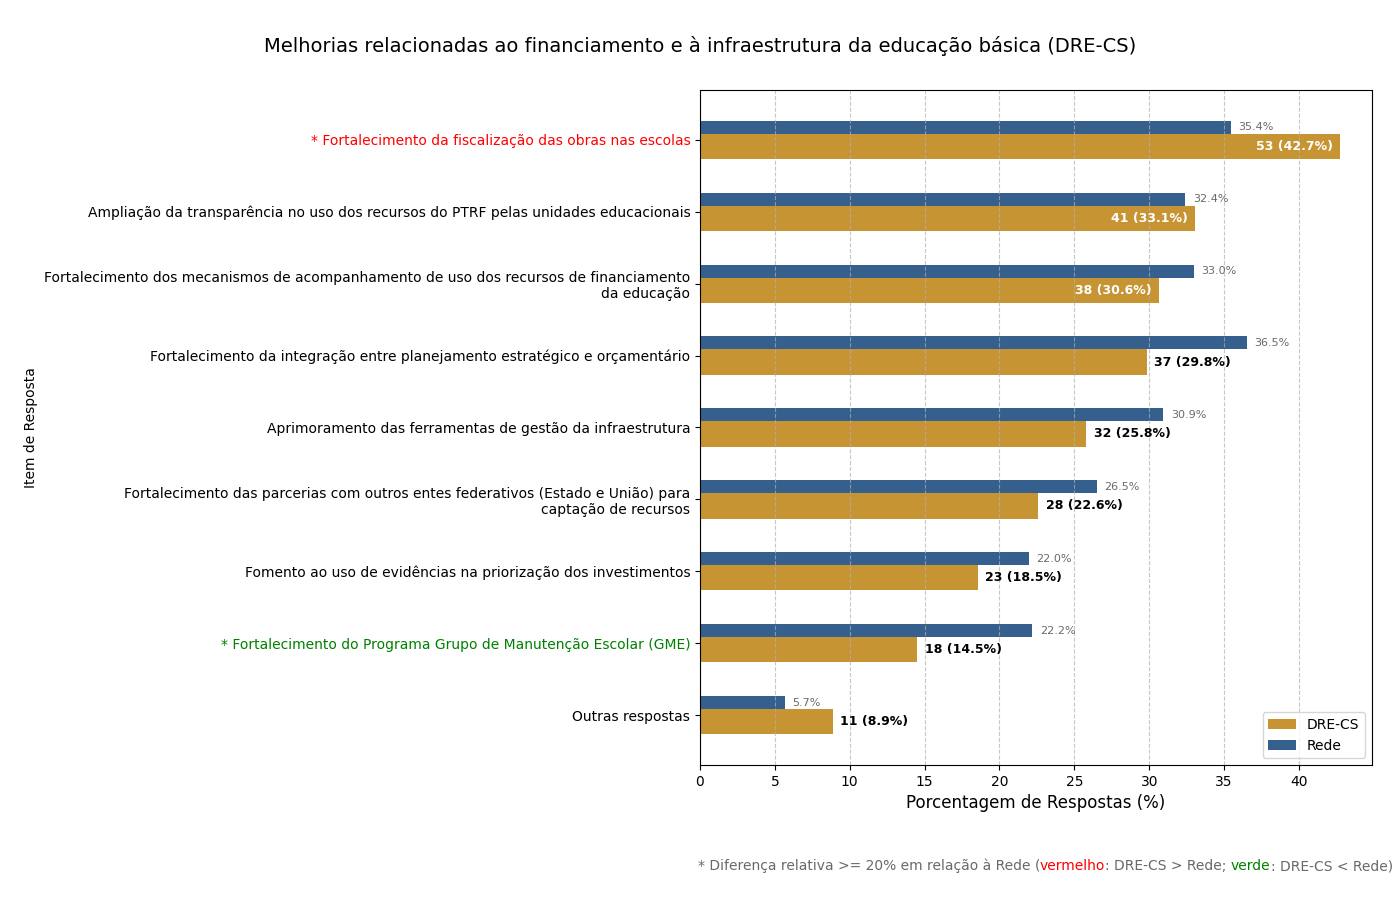 Melhorias relacionadas ao financiamento e à infraestrutura da educação básica (DRE-CS)
* Fortalecimento da fiscalização das obras nas escolas
35.4%
53 (42.7%)
Ampliação da transparência no uso dos recursos do PTRF pelas unidades educacionais
32.4%
41 (33.1%)
Fortalecimento dos mecanismos de acompanhamento de uso dos recursos de financiamento
da educação
33.0%
38 (30.6%)
Fortalecimento da integração entre planejamento estratégico e orçamentário
36.5%
37 (29.8%)
Aprimoramento das ferramentas de gestão da infraestrutura
30.9%
32 (25.8%)
Fortalecimento das parcerias com outros entes federativos (Estado e União) para
captação de recursos
26.5%
28 (22.6%)
Fomento ao uso de evidências na priorização dos investimentos
22.0%
23 (18.5%)
* Fortalecimento do Programa Grupo de Manutenção Escolar (GME)
22.2%
18 (14.5%)
Outras respostas
5.7%
11 (8.9%)
Item de Resposta
DRE-CS
Rede
0 5 10 15 20 25 30 35 40
Porcentagem de Respostas (%)
* Diferença relativa >= 20% em relação à Rede (vermelho: DRE-CS > Rede; verde: DRE-CS < Rede)